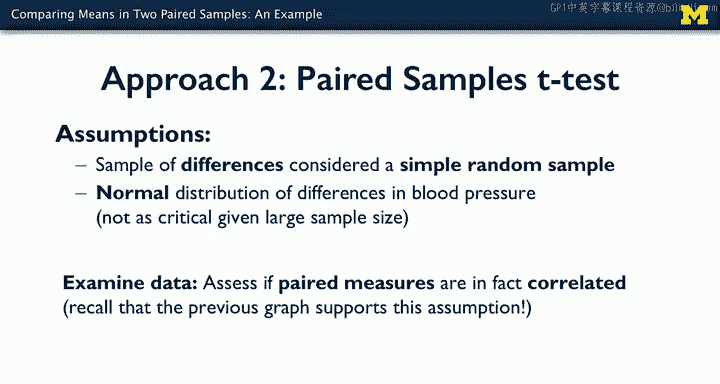 Comparing Means in Two Paired Samples: An Example
GPT中英字幕课程资源@bilibili.com
M
Approach 2: Paired Samples t-test
Assumptions:
– Sample of differences considered a simple random sample
– Normal distribution of differences in blood pressure
(not as critical given large sample size)
Examine data: Assess if paired measures are in fact correlated
(recall that the previous graph supports this assumption!)